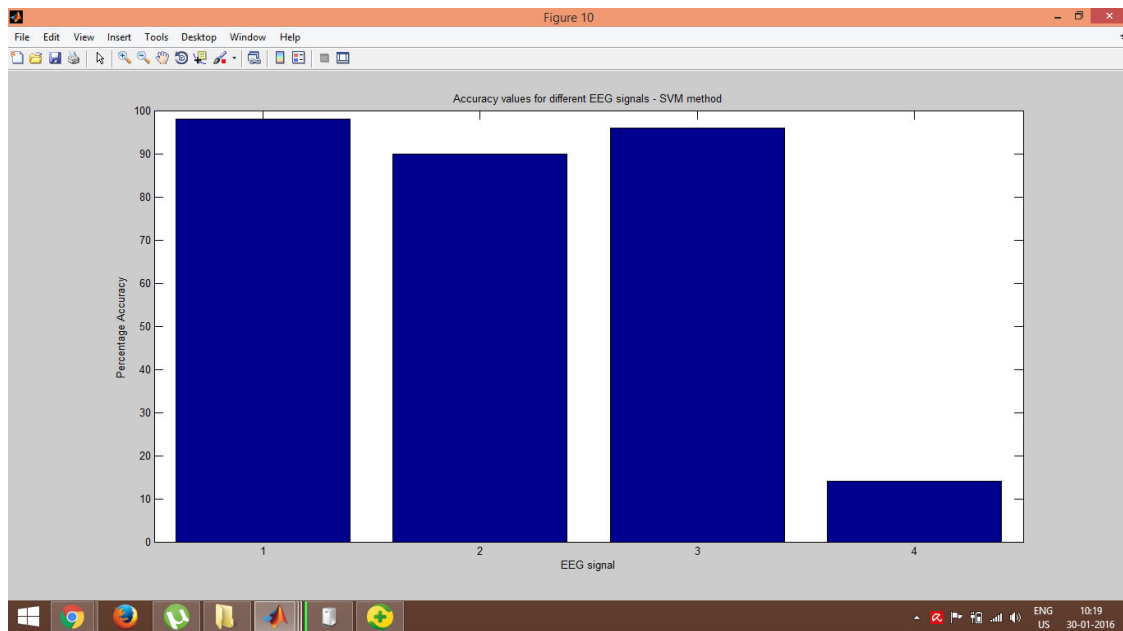 Figure 10
File Edit View Insert Tools Desktop Window Help
Accuracy values for different EEG signals - SVM method
100
90
80
70
60
50
40
30
20
10
0
Percentage Accuracy
1 2 3 4
EEG signal
ENG 10:19
US 30-01-2016